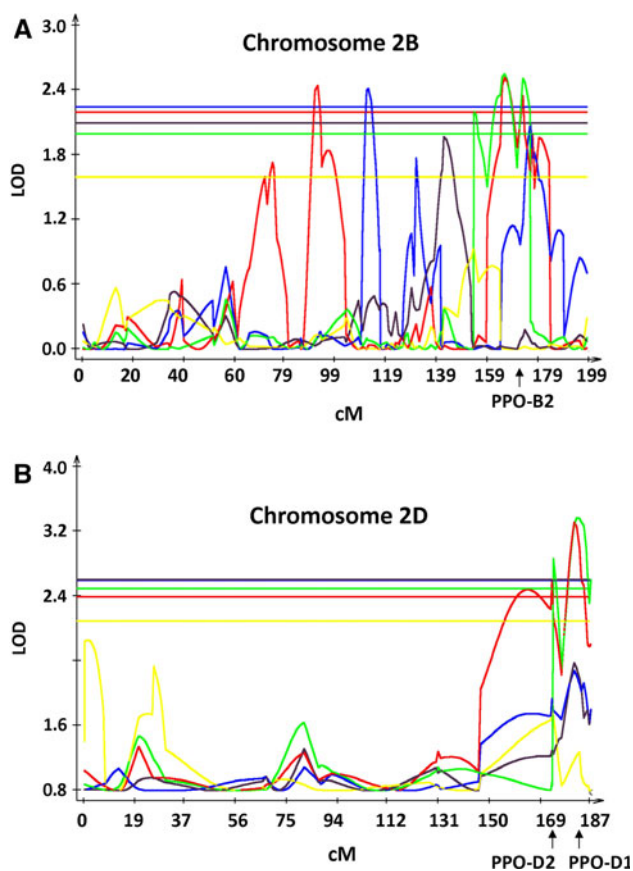 A
Chromosome 2B
3.0
2.4
1.8
1.2
0.6
0.0
LOD
0 20 40 60 79 99 119 139 159 179 199
PPO-B2
cM
B
Chromosome 2D
4.0
3.2
2.4
1.6
0.8
LOD
0 19 37 56 75 94 112 131 150 169 187
PPO-D2 PPO-D1
cM